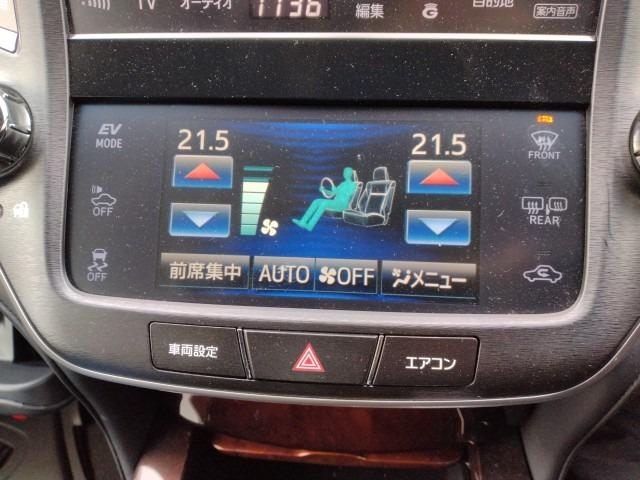 TV オーディオ 1136 編集 G 目的地 案内音声
EV
MODE
21.5 21.5
FRONT
OFF
REAR
OFF
前席集中 AUTO OFF メニュー
車両設定 エアコン